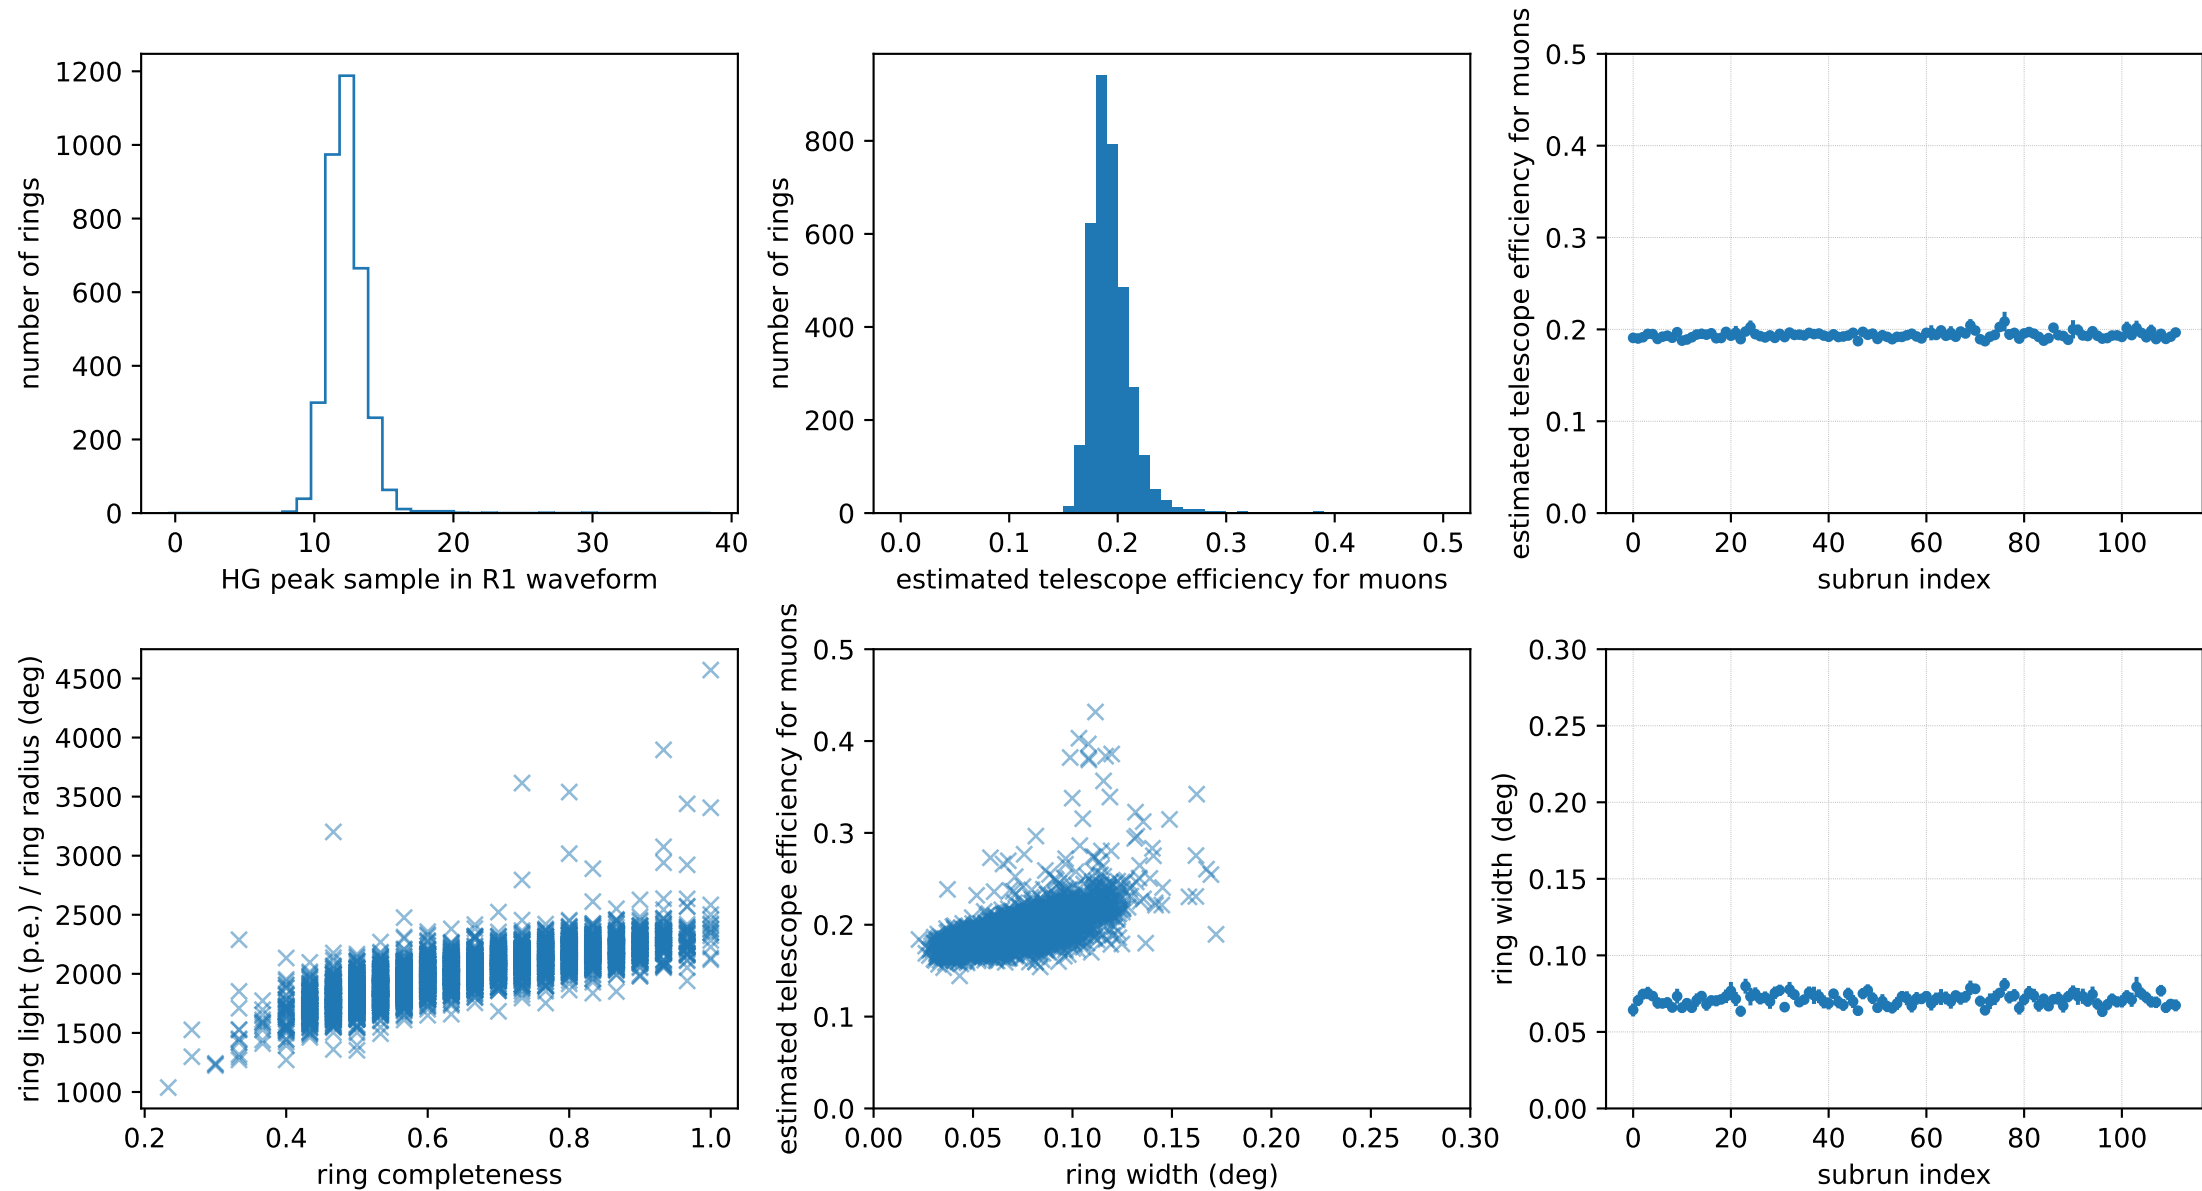 1200
1000
800
600
400
200
0
number of rings
0 10 20 30 40
HG peak sample in R1 waveform
800
600
400
200
0
number of rings
0.0 0.1 0.2 0.3 0.4 0.5
estimated telescope efficiency for muons
0.5
0.4
0.3
0.2
0.1
0.0
estimated telescope efficiency for muons
0 20 40 60 80 100
subrun index
4500
4000
3500
3000
2500
2000
1500
1000
ring light (p.e.) / ring radius (deg)
0.2 0.4 0.6 0.8 1.0
ring completeness
0.5
0.4
0.3
0.2
0.1
0.0
estimated telescope efficiency for muons
0.00 0.05 0.10 0.15 0.20 0.25 0.30
ring width (deg)
0.30
0.25
0.20
0.15
0.10
0.05
0.00
ring width (deg)
0 20 40 60 80 100
subrun index